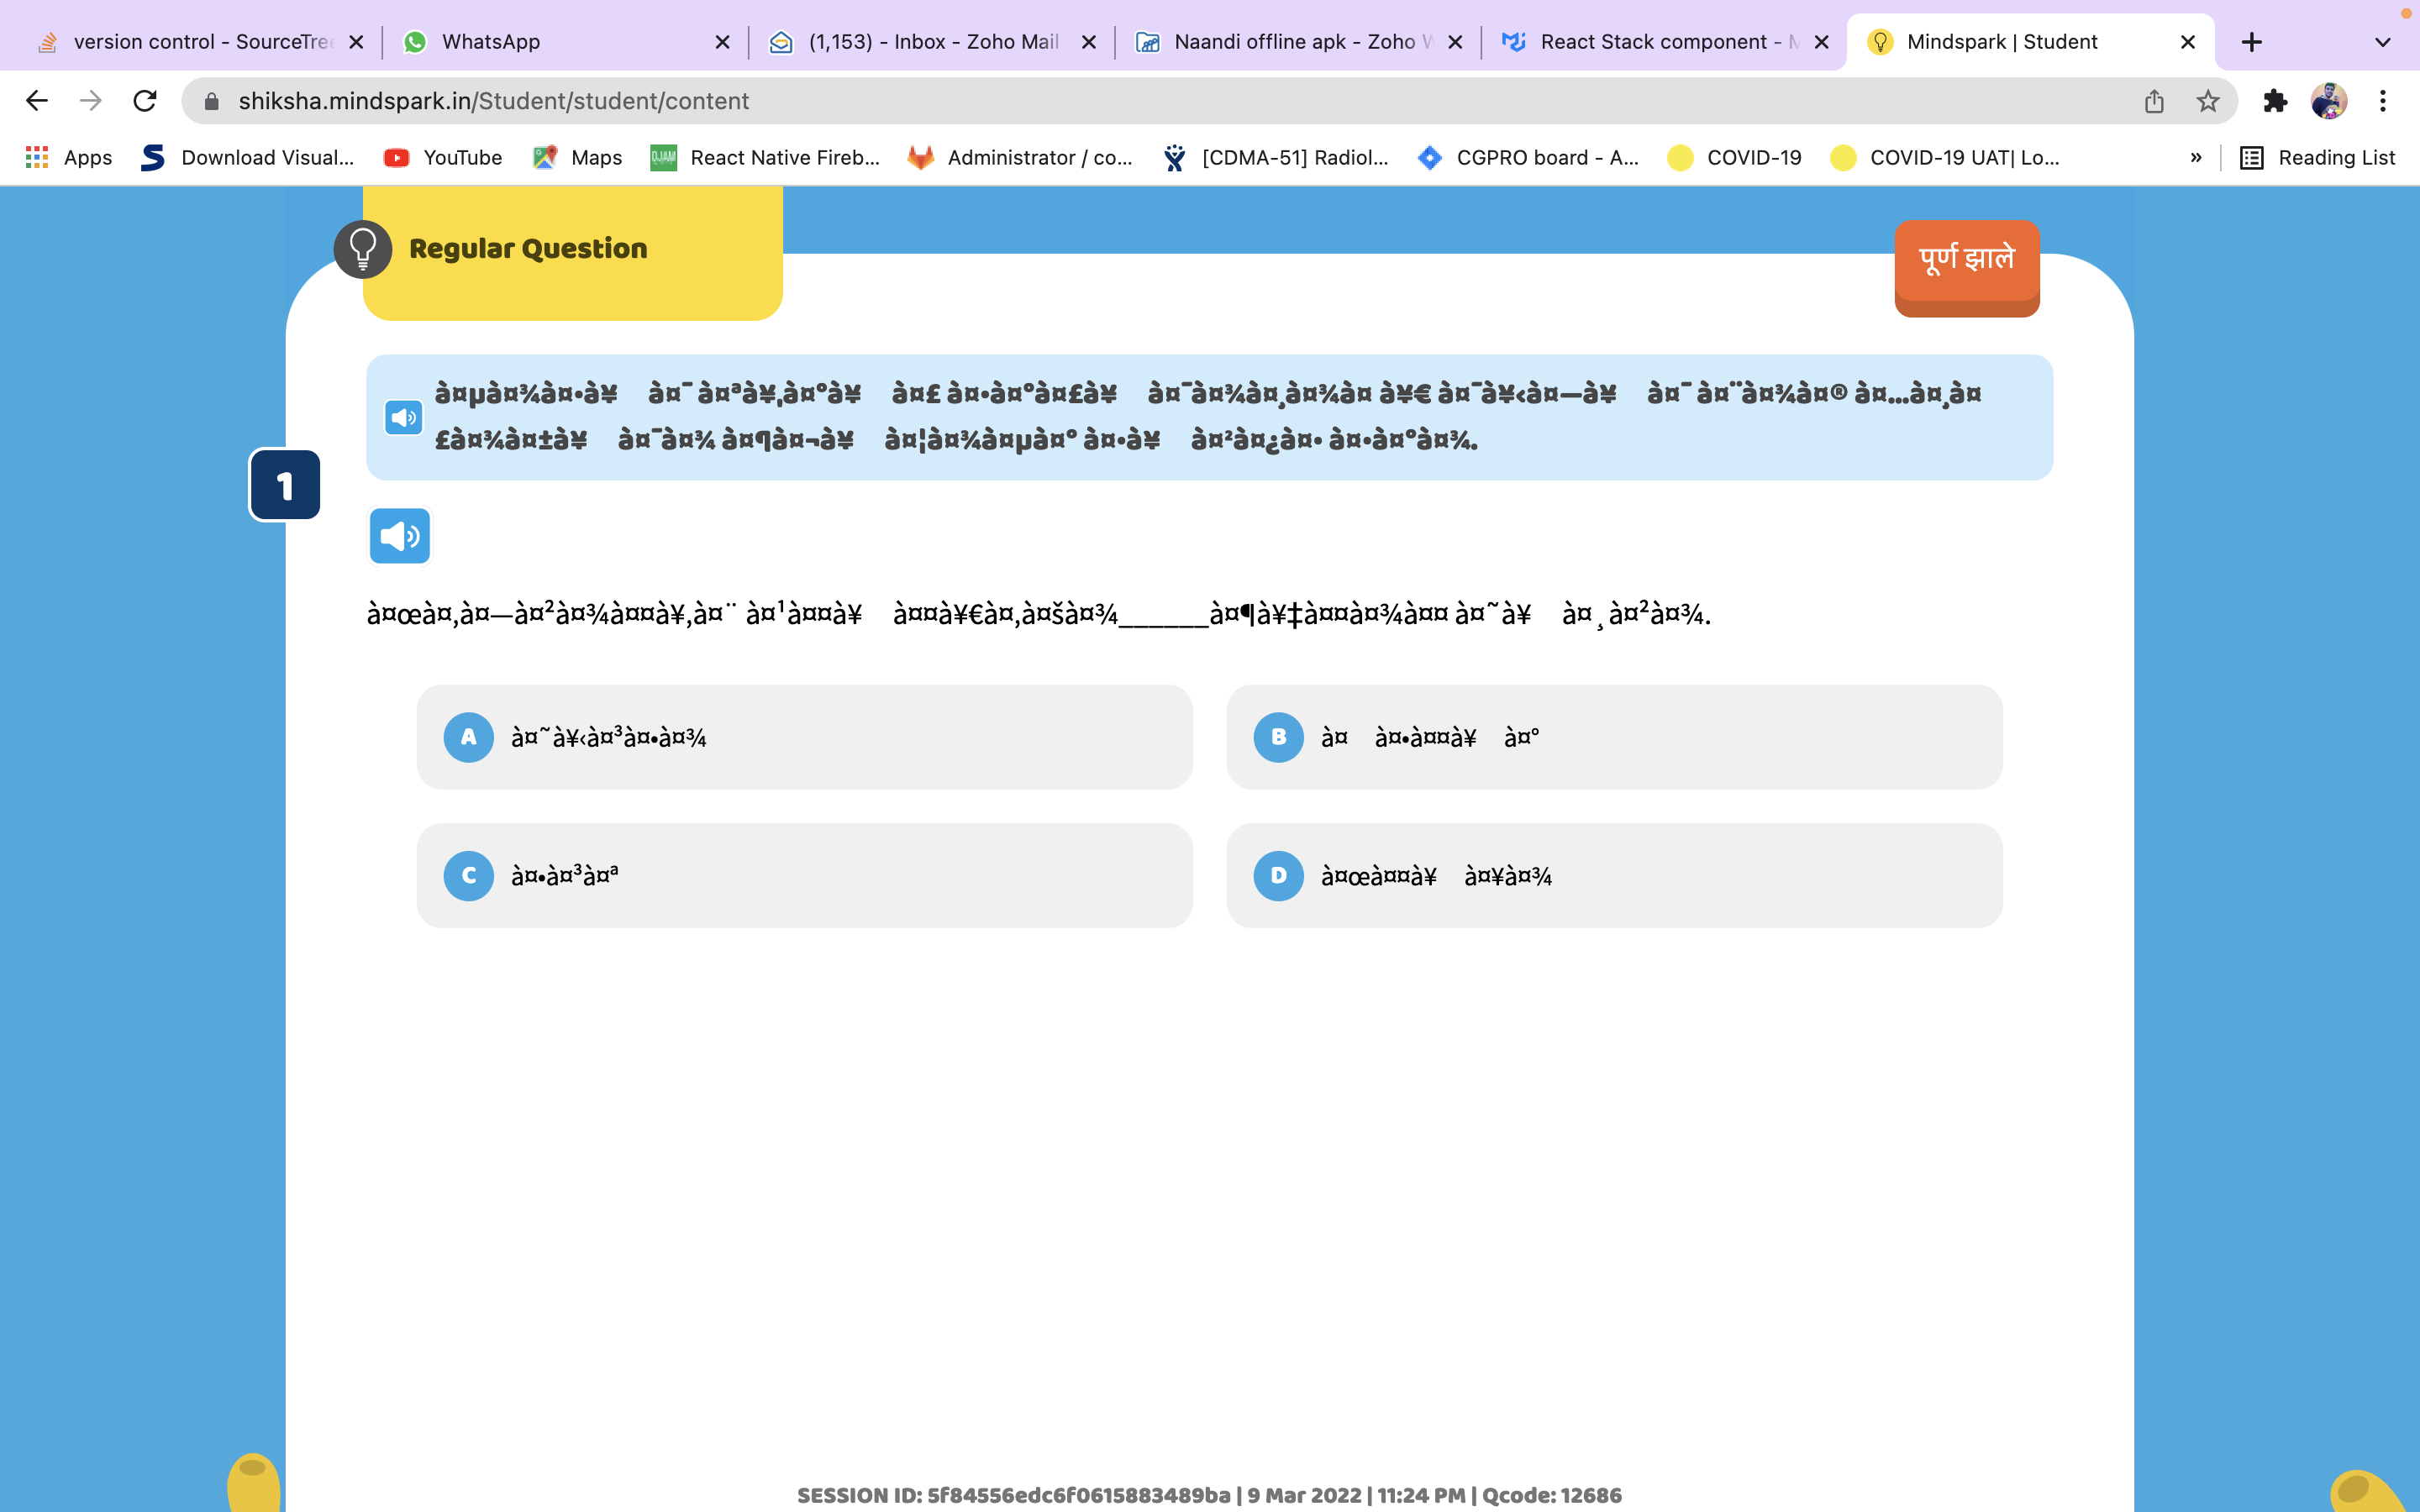 version control - SourceTre
WhatsApp
(1,153) - Inbox - Zoho Mail
Naandi offline apk - Zoho W
React Stack component - M
Mindspark | Student
shiksha.mindspark.in/Student/student/content
Apps
Download Visual...
YouTube
Maps
React Native Fireb...
Administrator / co...
[CDMA-51] Radiol...
CGPRO board - A...
COVID-19
COVID-19 UAT| Lo...
»
Reading List
Regular Question
पूर्ण झाले
वाकà¥ à¤¯ à¤ªà¥‚à¤°à¥ à¤£ à¤•à¤°à¤£à¥ à¤¯à¤¾à¤¸à¤¾à¤ à¥€ à¤¯à¥‹à¤—à¥ à¤¯ à¤¨à¤¾à¤® à¤…à¤¸à¤
£à¤¾à¤±à¥ à¤¯à¤¾ à¤¶à¤¬à¥ à¤¦à¤¾à¤µà¤° à¤•à¥ à¤²à¤¿à¤• à¤•à¤°à¤¾.
1
à¤œà¤‚à¤—à¤²à¤¾à¤¤à¥‚à¤¨ à¤¹à¤¤à¥ à¤¤à¥€à¤‚à¤šà¤¾______à¤¶à¥‡à¤¤à¤¾à¤¤ à¤˜à¥ à¤¸à¤²à¤¾.
A à¤˜à¥‹à¤³à¤•à¤¾
B à¤ à¤•à¤¤à¥ à¤°
C à¤•à¤³à¤ª
D à¤œà¤¤à¥ à¤¥à¤¾
SESSION ID: 5f84556edc6f0615883489ba | 9 Mar 2022 | 11:24 PM | Qcode: 12686